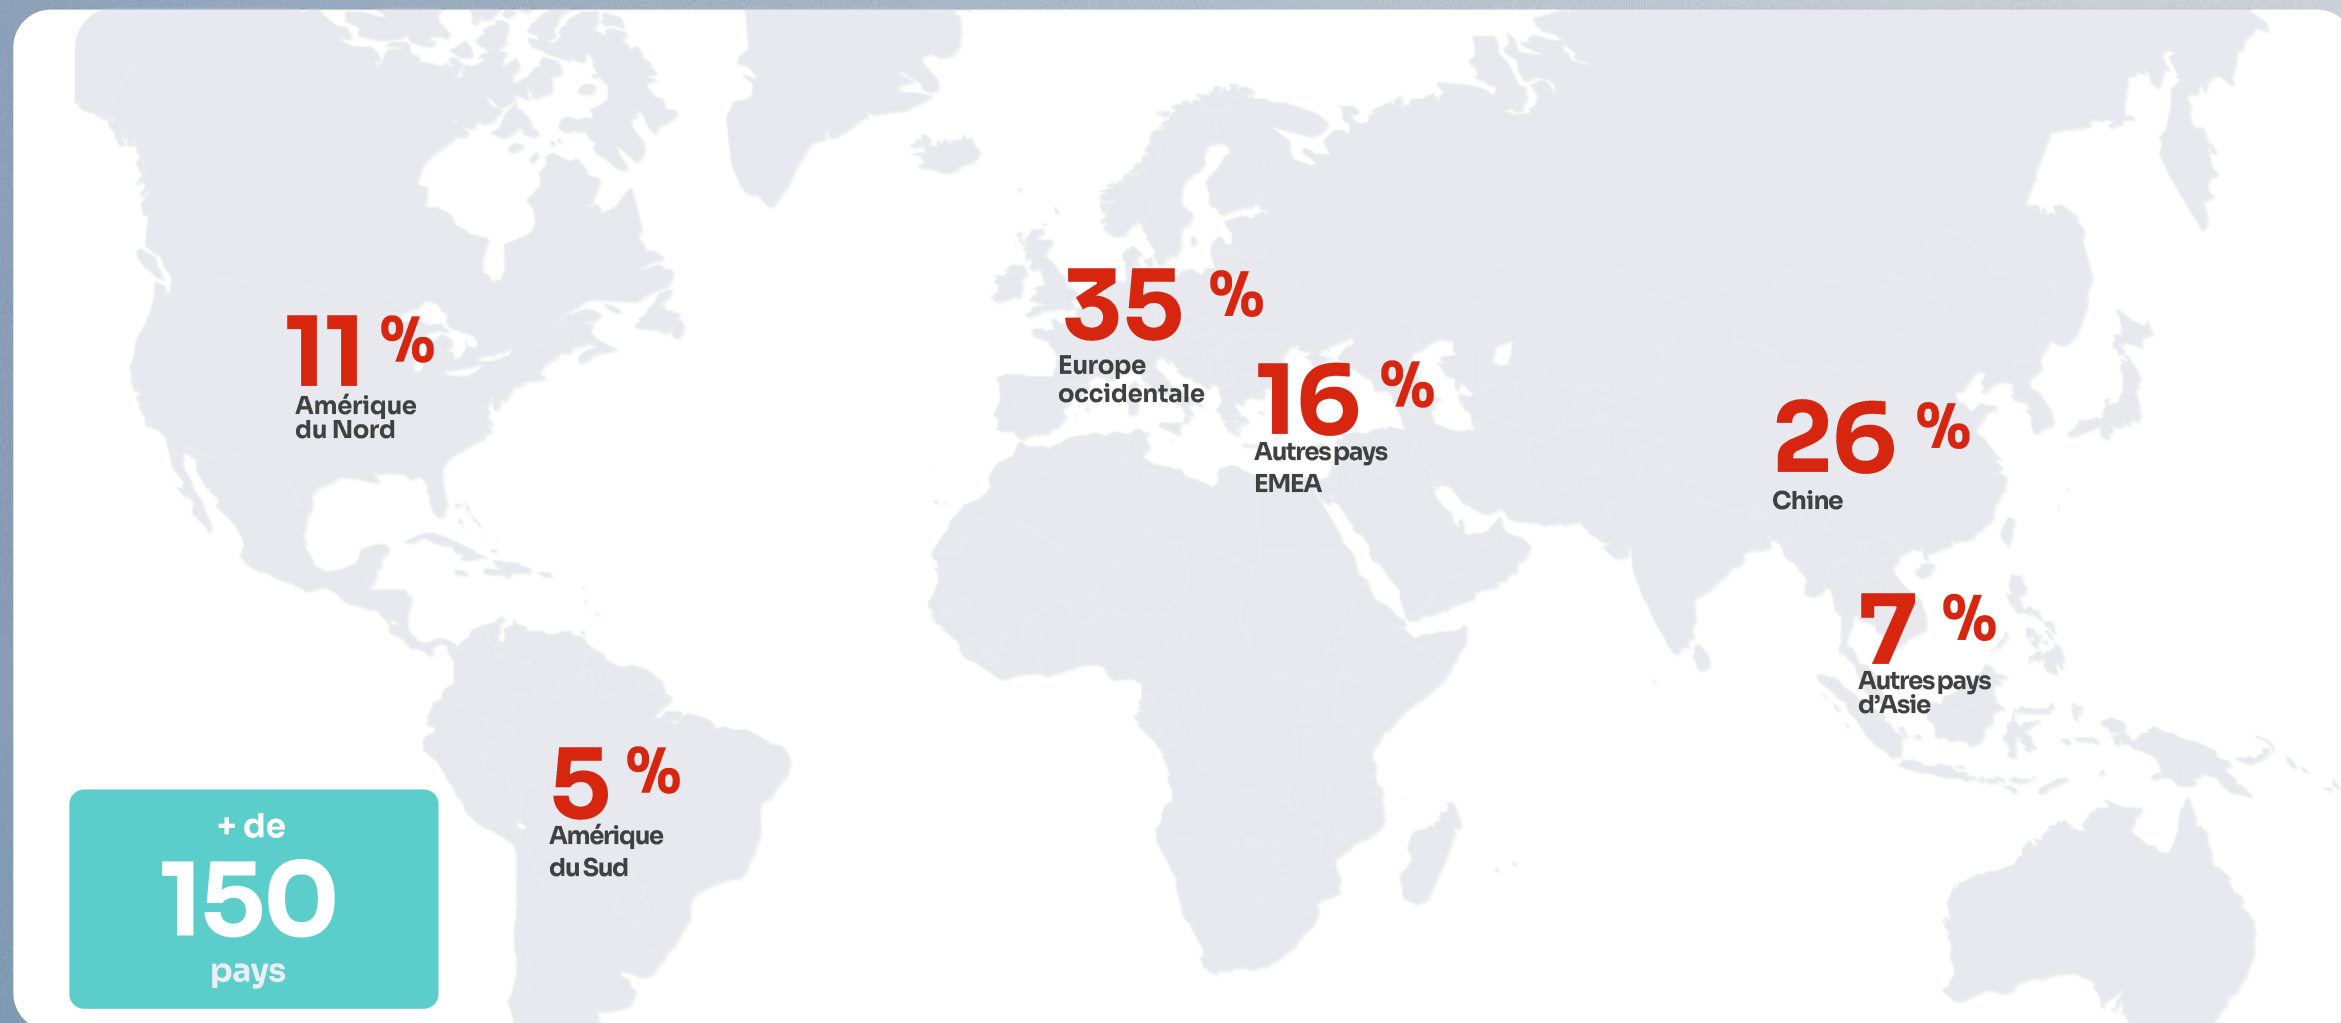 11 %
Amérique
du Nord
35 %
Europe
occidentale
16 %
Autres pays
EMEA
26 %
Chine
7 %
Autres pays
d’Asie
5 %
Amérique
du Sud
+ de
150
pays